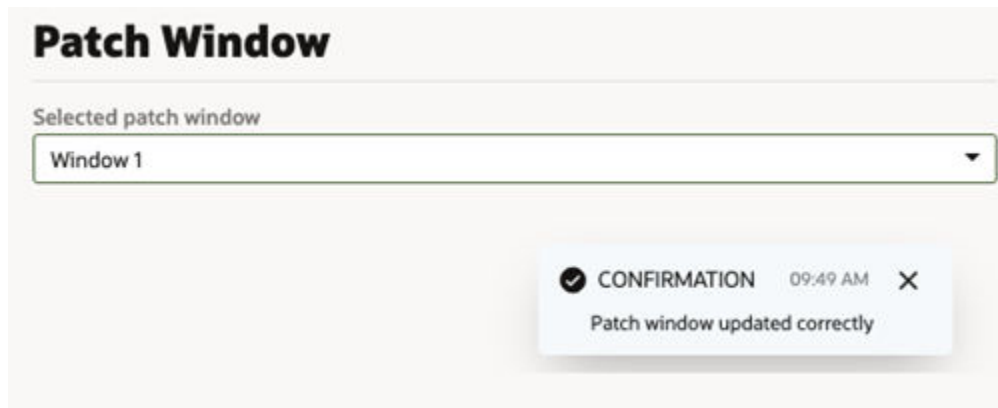 Patch Window
Selected patch window
Window 1
CONFIRMATION 09:49 AM
Patch window updated correctly